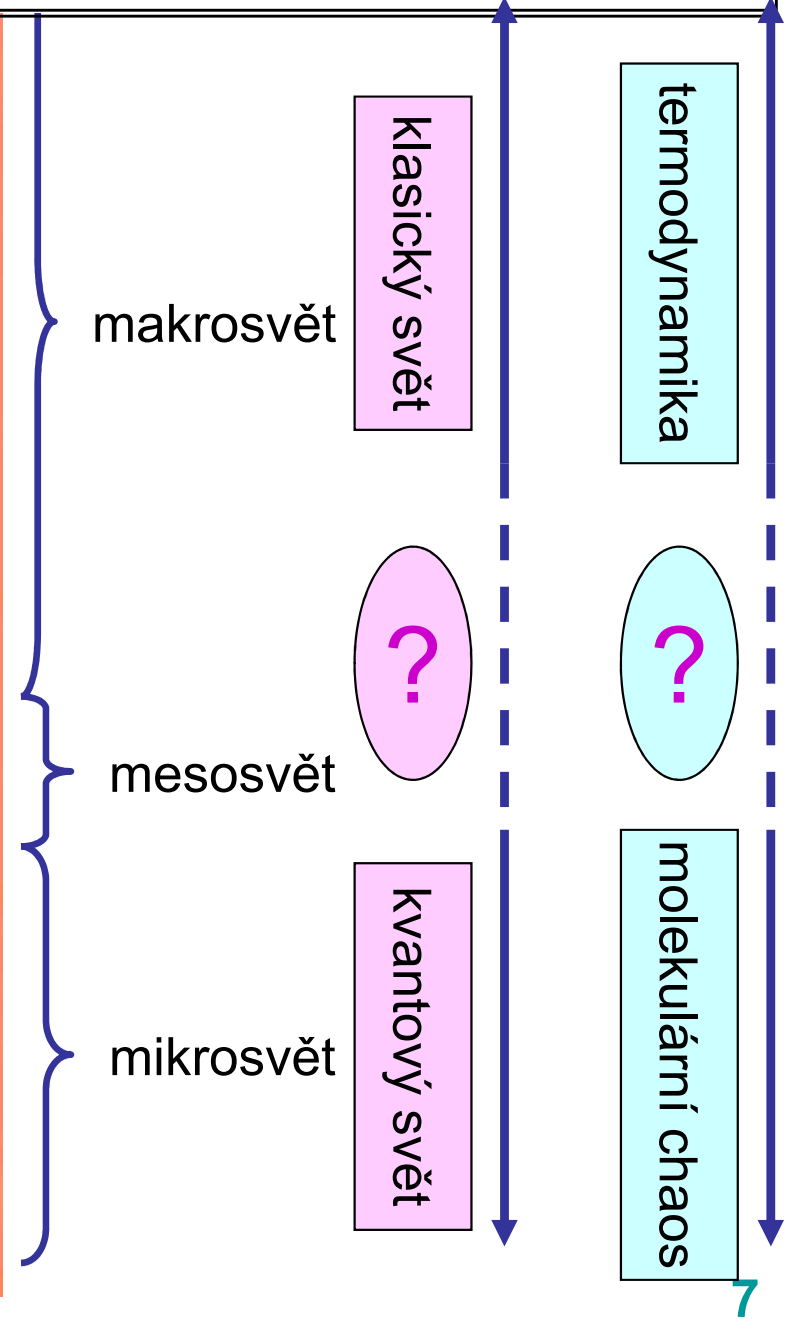 klasický svět
termodynamika
makrosvět
?
?
mesosvět
kvantový svět
molekulární chaos
mikrosvět
7